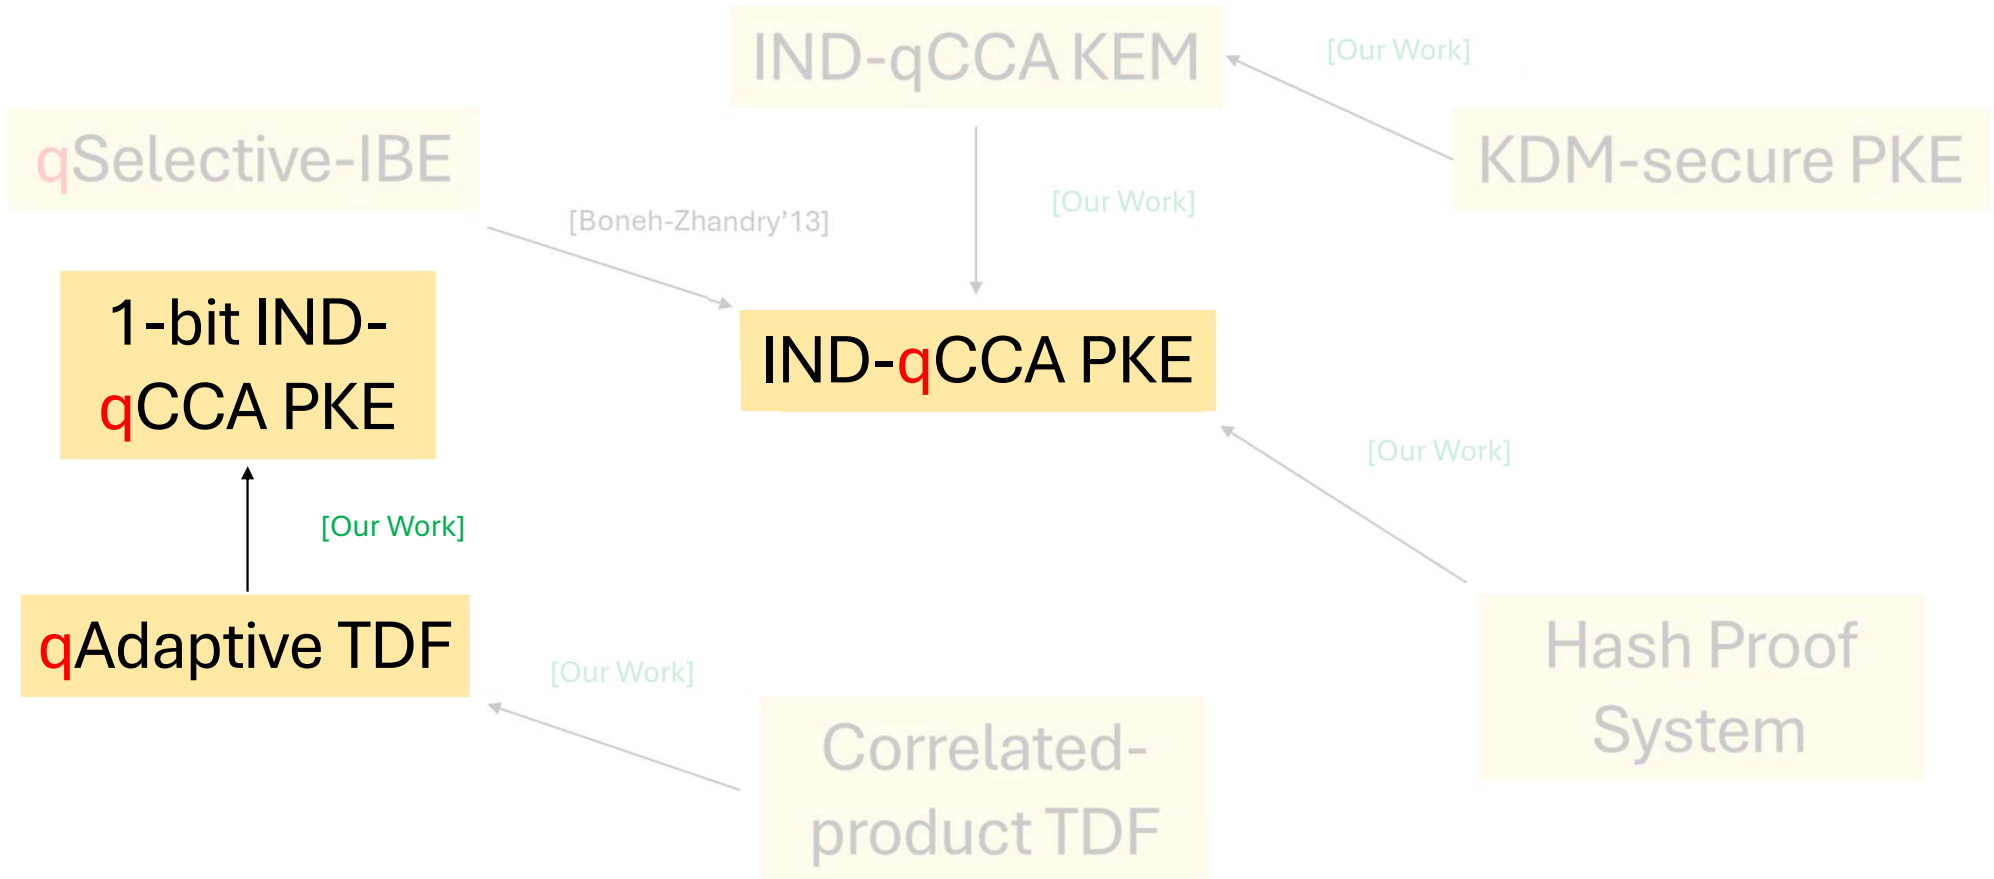 IND-qCCA KEM
[Our Work]
qSelective-IBE
KDM-secure PKE
[Boneh-Zhandry'13]
[Our Work]
1-bit IND-
qCCA PKE
IND-qCCA PKE
[Our Work]
[Our Work]
qAdaptive TDF
[Our Work]
Hash Proof
System
Correlated-
product TDF